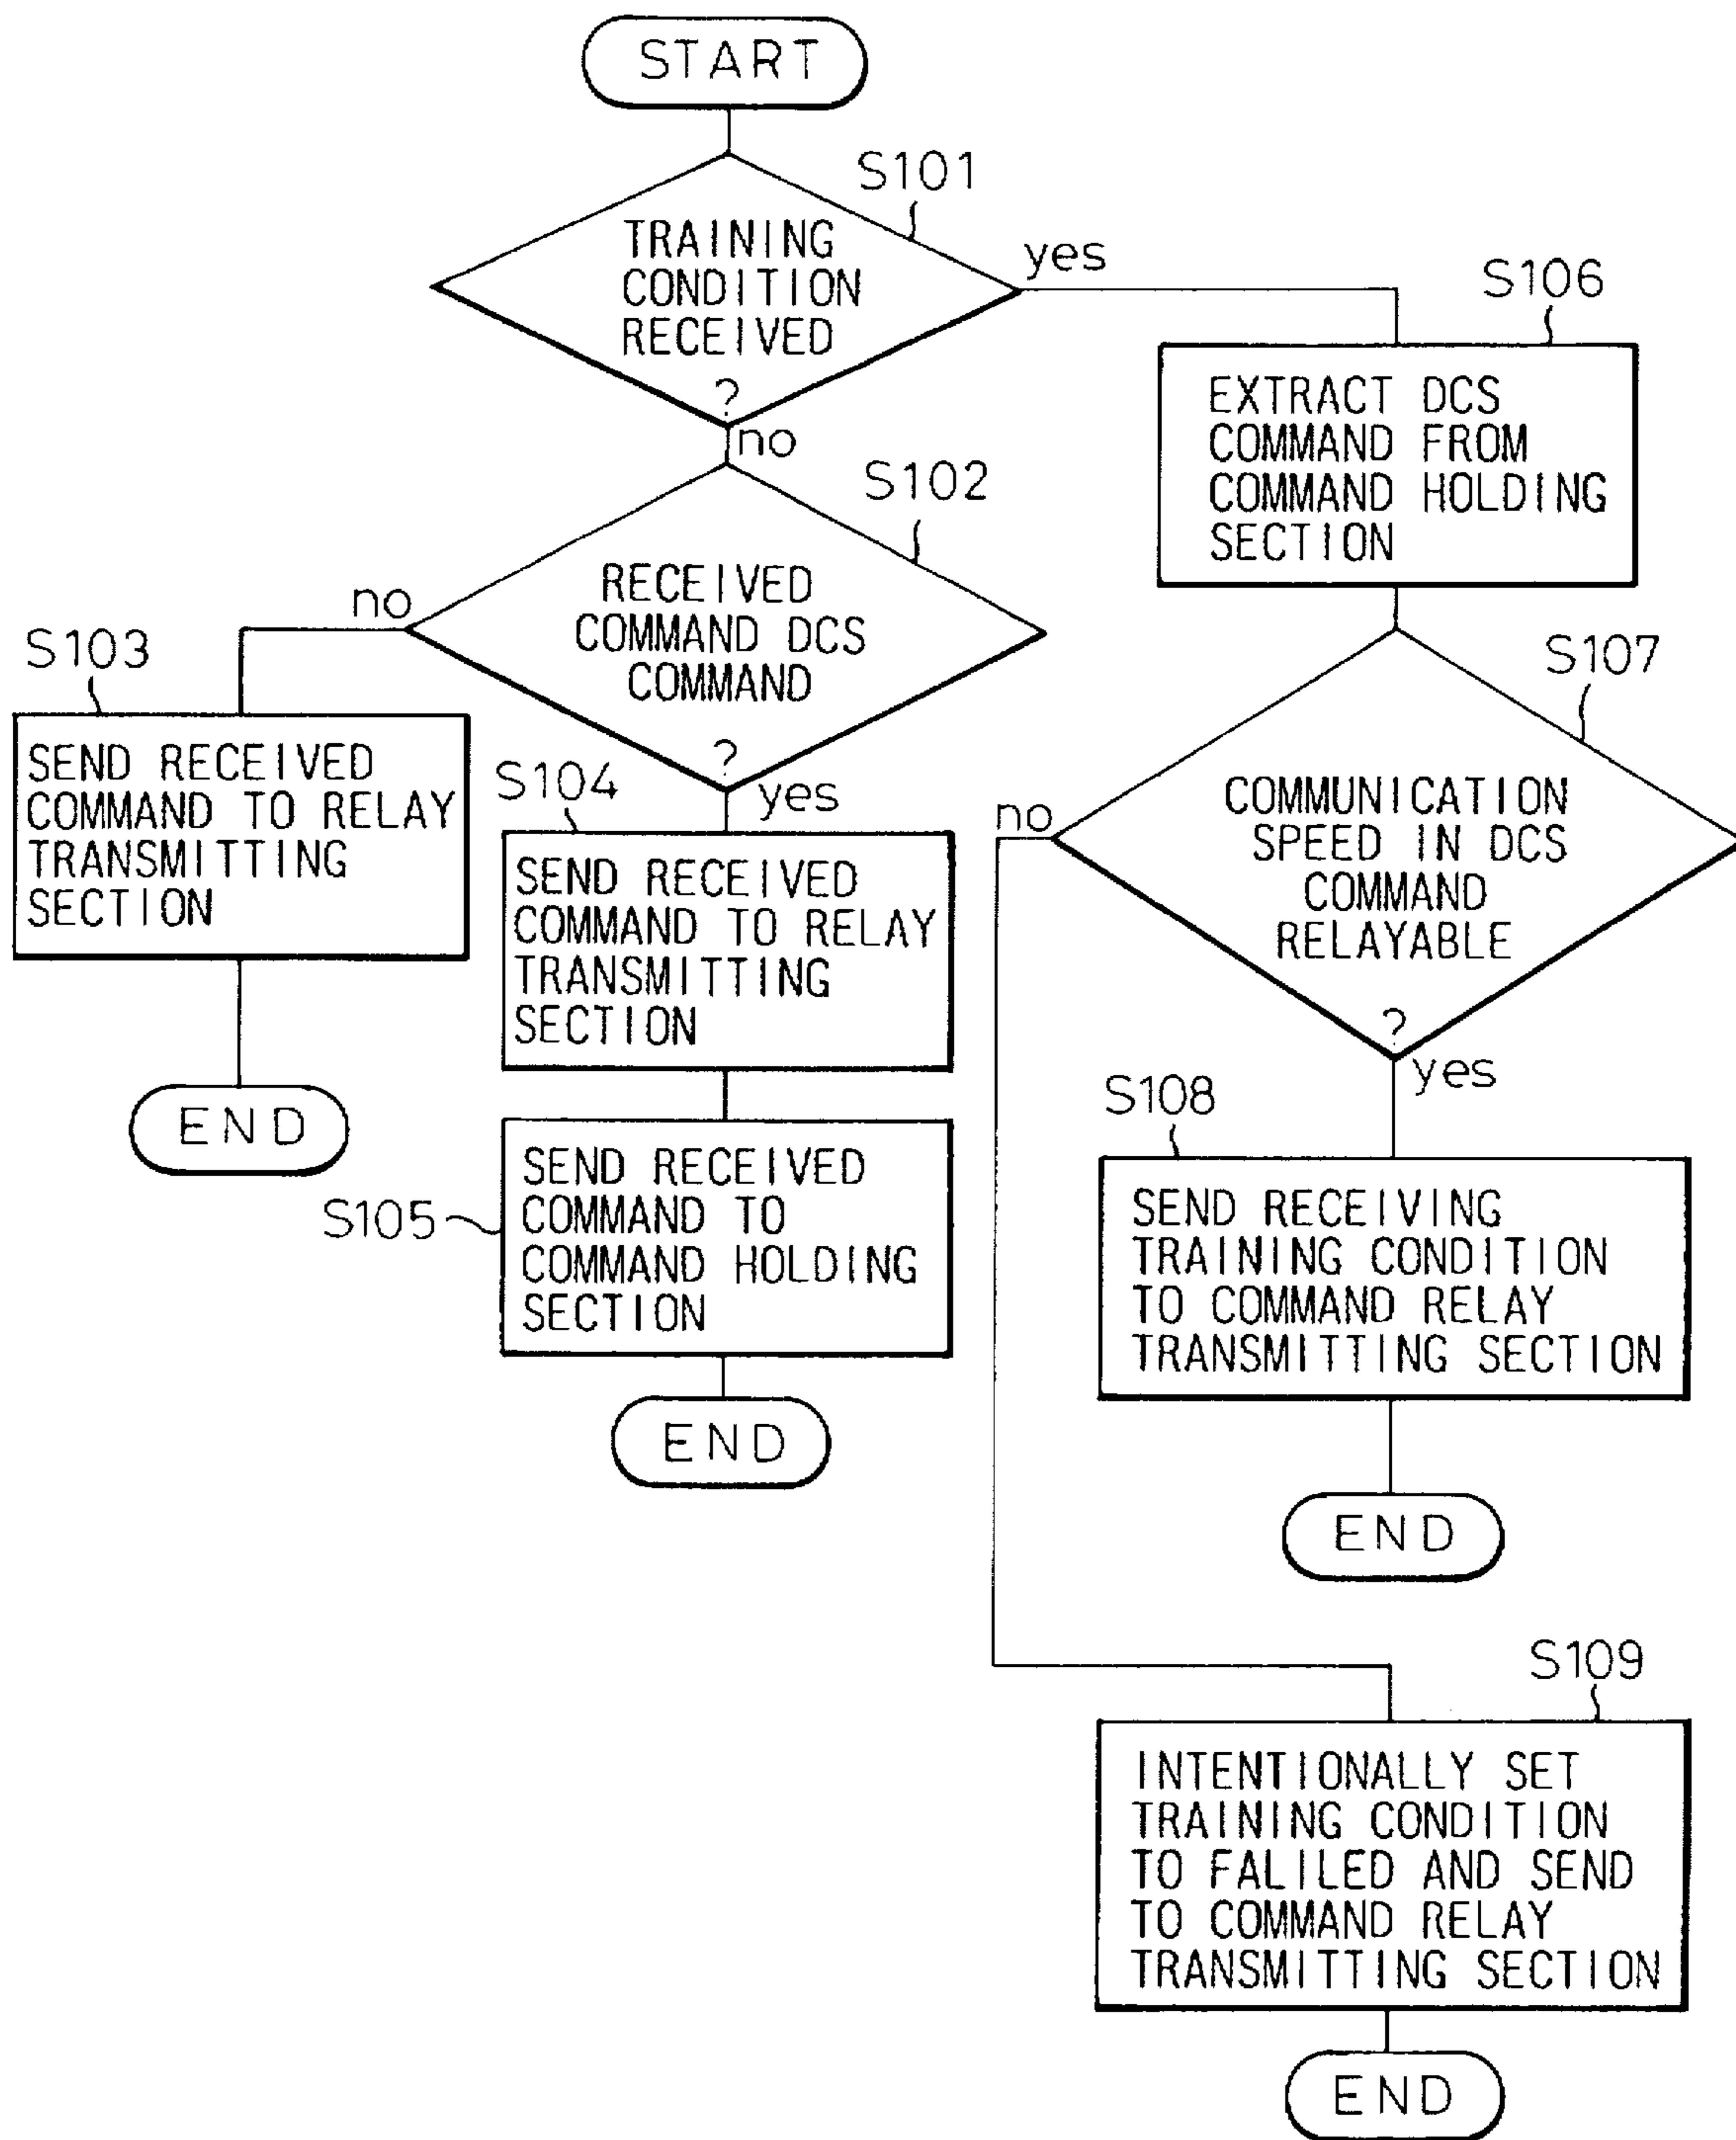 START
S101
TRAINING
CONDITION
RECEIVED
?
yes
no
S106
EXTRACT DCS
COMMAND FROM
COMMAND HOLDING
SECTION
S102
RECEIVED
COMMAND DCS
COMMAND
?
no
yes
S103
SEND RECEIVED
COMMAND TO RELAY
TRANSMITTING
SECTION
END
S104
SEND RECEIVED
COMMAND TO RELAY
TRANSMITTING
SECTION
S105
SEND RECEIVED
COMMAND TO
COMMAND HOLDING
SECTION
END
S107
COMMUNICATION
SPEED IN DCS
COMMAND
RELAYABLE
?
no
yes
S108
SEND RECEIVING
TRAINING CONDITION
TO COMMAND RELAY
TRANSMITTING SECTION
END
S109
INTENTIONALLY SET
TRAINING CONDITION
TO FALILED AND SEND
TO COMMAND RELAY
TRANSMITTING SECTION
END